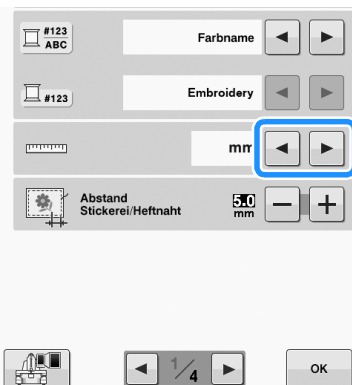 #123
ABC
Farbname
#123
Embroidery
mm
Abstand
Stickerei/Heftnaht
5.0
mm
1/4
OK